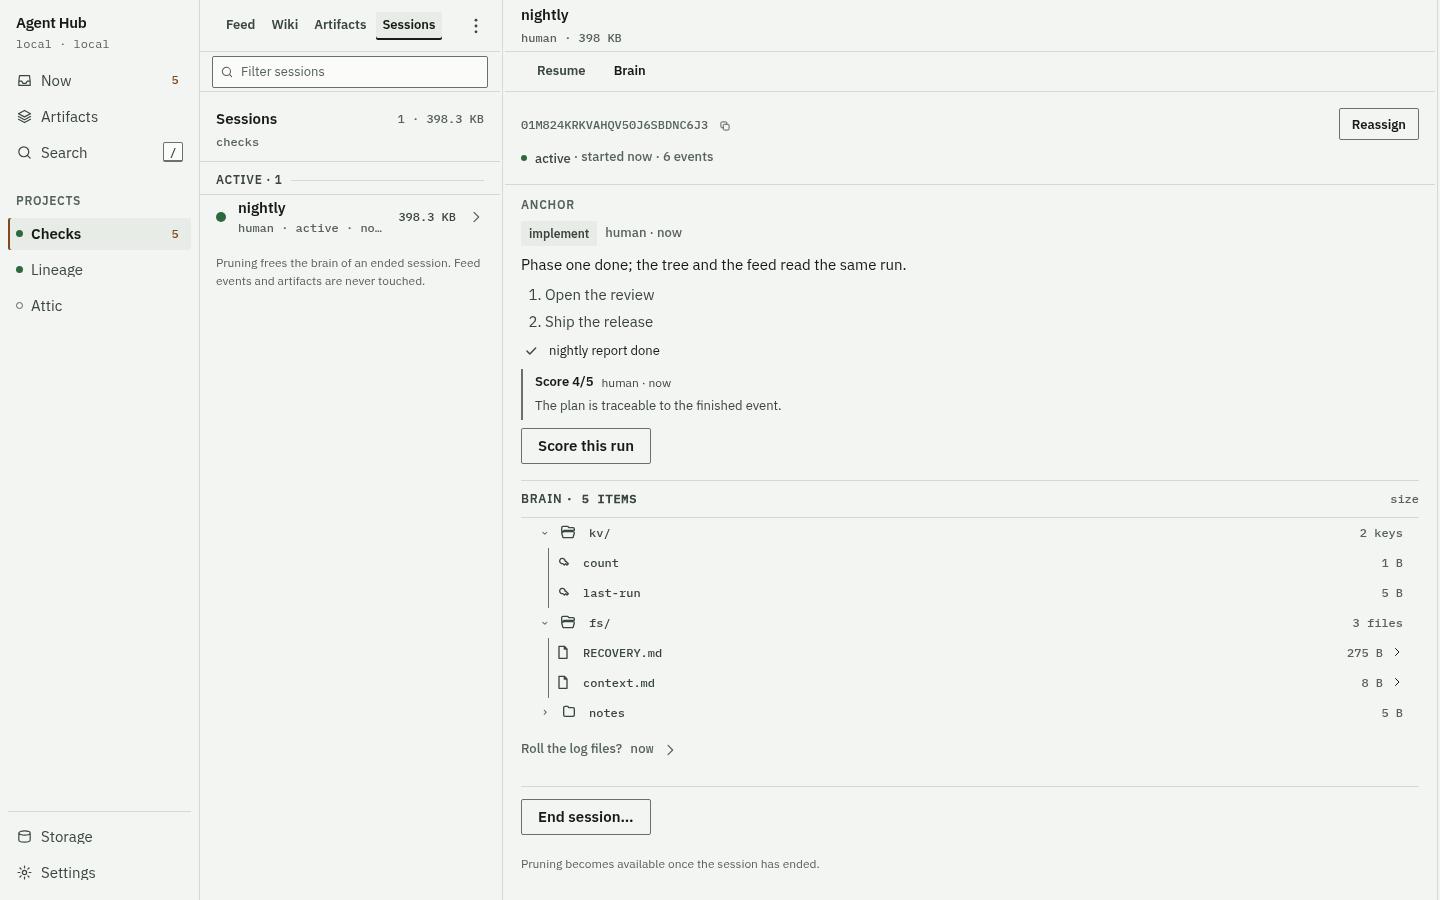 Agent Hub
local · local
Now 5
Artifacts
Search /
PROJECTS
Checks 5
Lineage
Attic
Storage
Settings
Feed Wiki Artifacts Sessions
Filter sessions
Sessions 1 · 398.3 KB
checks
ACTIVE · 1
nightly 398.3 KB
human · active · no…
Pruning frees the brain of an ended session. Feed
events and artifacts are never touched.
nightly
human · 398 KB
Resume Brain
01M824KRKVAHQV50J6SBDNC6J3
Reassign
active · started now · 6 events
ANCHOR
implement human · now
Phase one done; the tree and the feed read the same run.
1. Open the review
2. Ship the release
nightly report done
Score 4/5 human · now
The plan is traceable to the finished event.
Score this run
BRAIN · 5 ITEMS size
kv/ 2 keys
count 1 B
last-run 5 B
fs/ 3 files
RECOVERY.md 275 B
context.md 8 B
notes 5 B
Roll the log files? now
End session…
Pruning becomes available once the session has ended.